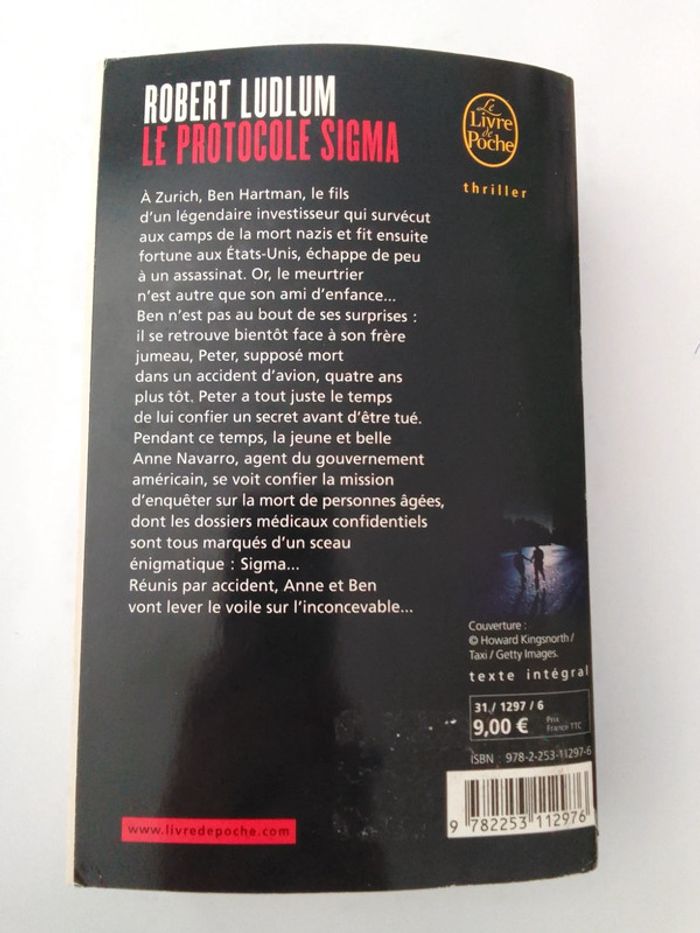 ROBERT LUDLUM
LE PROTOCOLE SIGMA
Le
Livre
de
Poche
thriller
À Zurich, Ben Hartman, le fils
d'un légendaire investisseur qui survécut
aux camps de la mort nazis et fit ensuite
fortune aux États-Unis, échappe de peu
à un assassinat. Or, le meurtrier
n'est autre que son ami d'enfance...
Ben n'est pas au bout de ses surprises :
il se retrouve bientôt face à son frère
jumeau, Peter, supposé mort
dans un accident d'avion, quatre ans
plus tôt. Peter a tout juste le temps
de lui confier un secret avant d'être tué.
Pendant ce temps, la jeune et belle
Anne Navarro, agent du gouvernement
américain, se voit confier la mission
d'enquêter sur la mort de personnes âgées,
dont les dossiers médicaux confidentiels
sont tous marqués d'un sceau
énigmatique : Sigma...
Réunis par accident, Anne et Ben
vont lever le voile sur l'inconcevable...
Couverture :
© Howard Kingsnorth /
Taxi / Getty Images.
texte intégral
31 / 1297 / 6
9,00 €
Prix
France TTC
ISBN : 978-2-253-11297-6
9 782253 112976
www.livredepoche.com